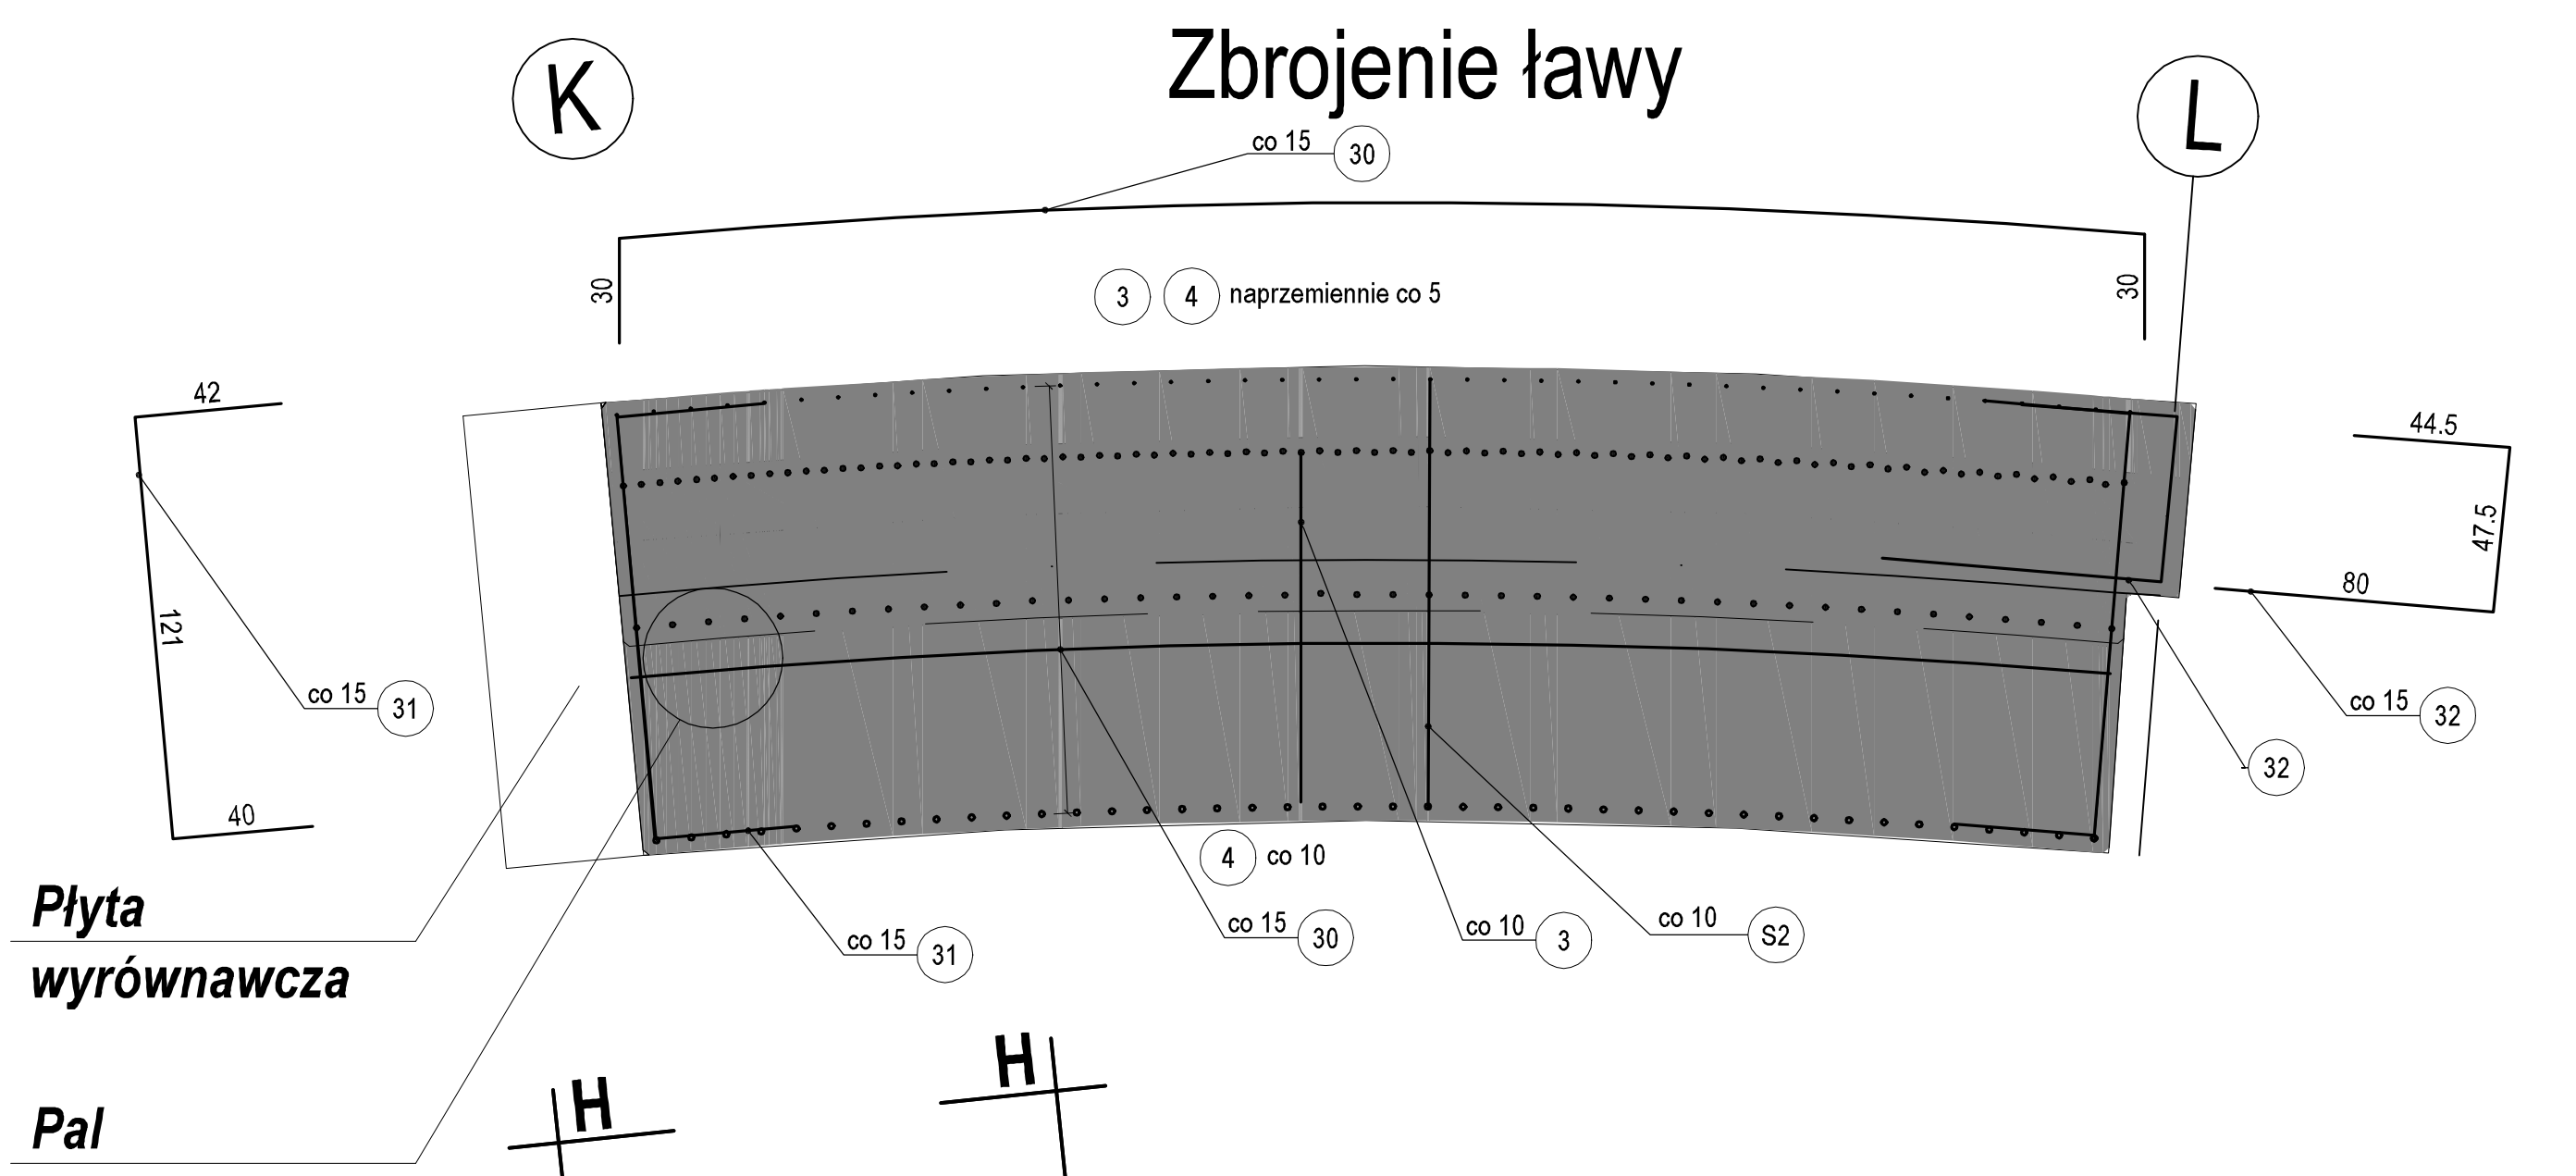 Zbrojenie ławy
K
L
co 15 30
30
30
3 4 naprzemiennie co 5
42
121
40
co 15 31
44.5
47.5
80
co 15 32
32
4 co 10
co 15 31
co 15 30
co 10 3
co 10 S2
Płyta
wyrównawcza
Pal
H
H